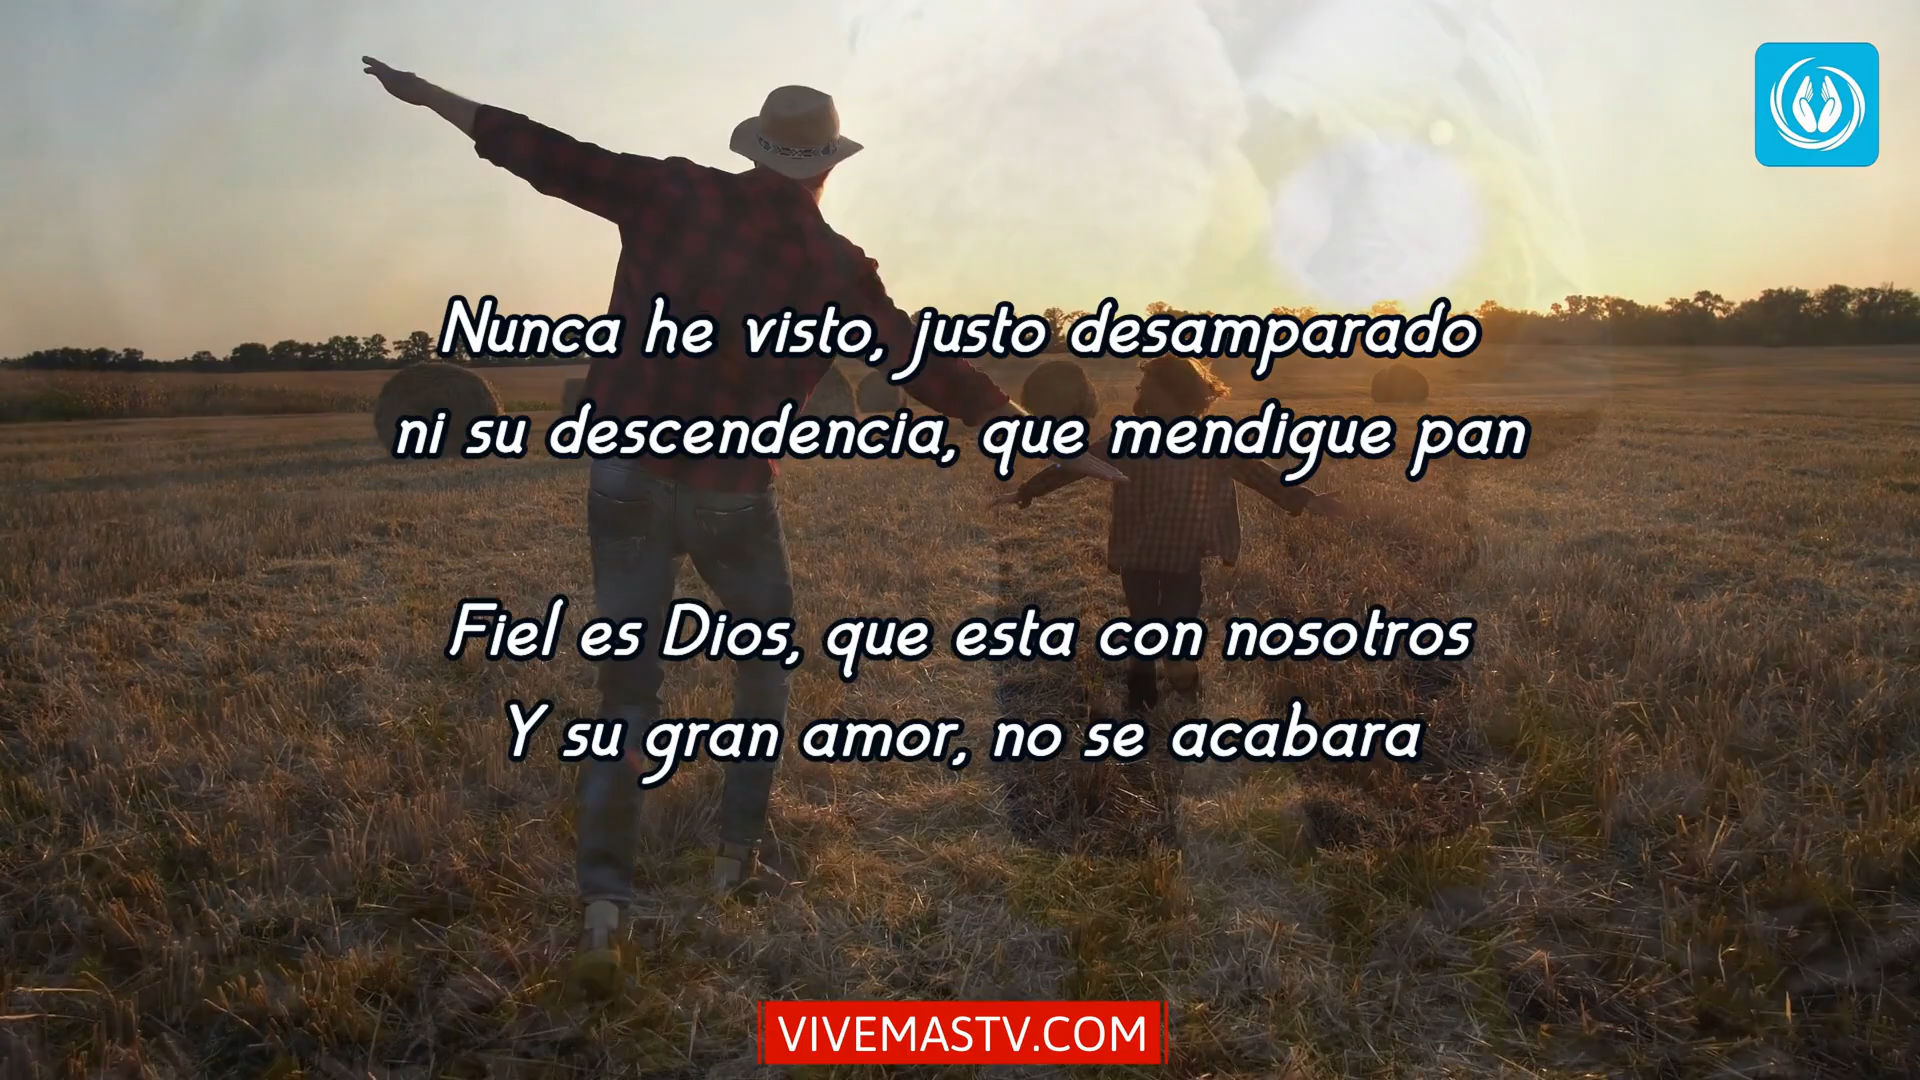 Nunca he visto, justo desamparado
ni su descendencia, que mendigue pan
Fiel es Dios, que esta con nosotros
Y su gran amor, no se acabara
VIVEMASTV.COM